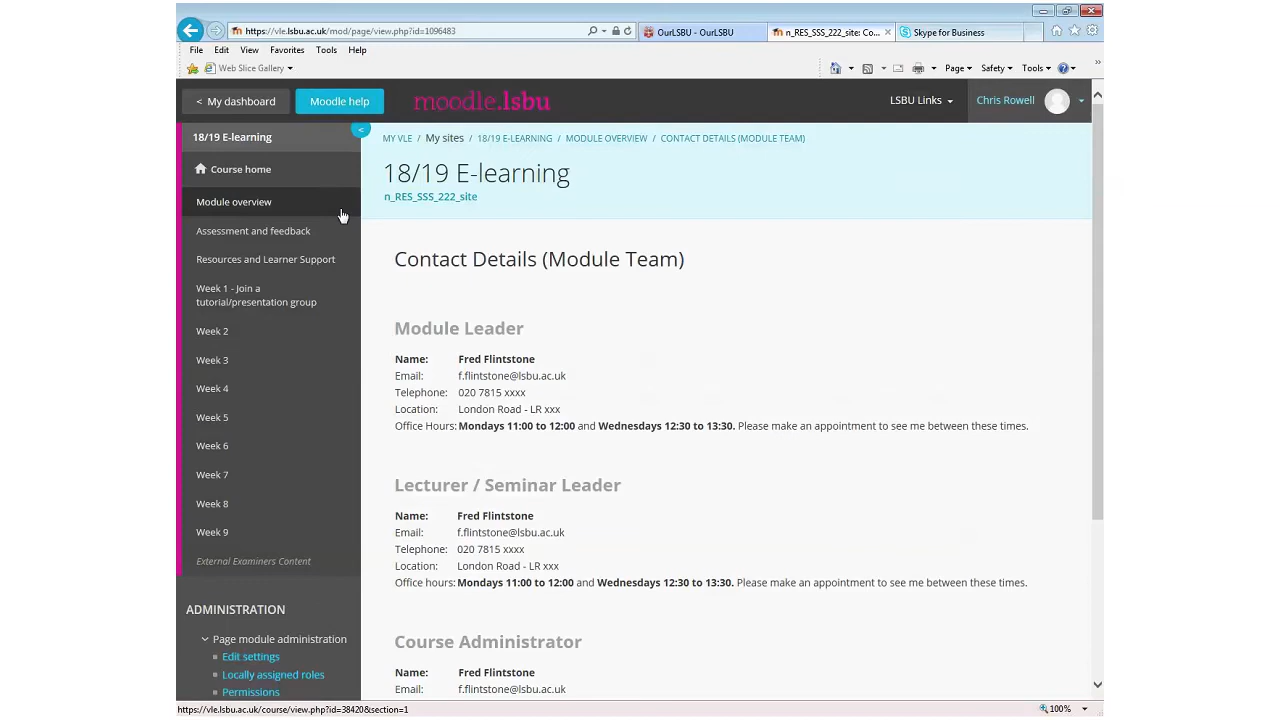 https://vle.lsbu.ac.uk/mod/page/view.php?id=1096483
OurLSBU - OurLSBU
n_RES_SSS_222_site: Co...
Skype for Business
File Edit View Favorites Tools Help
Web Slice Gallery
Page Safety Tools
< My dashboard
Moodle help
moodle.lsbu
LSBU Links
Chris Rowell
18/19 E-learning
<
MY VLE / My sites / 18/19 E-LEARNING / MODULE OVERVIEW / CONTACT DETAILS (MODULE TEAM)
18/19 E-learning
n_RES_SSS_222_site
Course home
Module overview
Assessment and feedback
Resources and Learner Support
Week 1 - Join a
tutorial/presentation group
Week 2
Week 3
Week 4
Week 5
Week 6
Week 7
Week 8
Week 9
External Examiners Content
ADMINISTRATION
Page module administration
Edit settings
Locally assigned roles
Permissions
Contact Details (Module Team)
Module Leader
Name: Fred Flintstone
Email: f.flintstone@lsbu.ac.uk
Telephone: 020 7815 xxxx
Location: London Road - LR xxx
Office Hours: Mondays 11:00 to 12:00 and Wednesdays 12:30 to 13:30. Please make an appointment to see me between these times.
Lecturer / Seminar Leader
Name: Fred Flintstone
Email: f.flintstone@lsbu.ac.uk
Telephone: 020 7815 xxxx
Location: London Road - LR xxx
Office hours: Mondays 11:00 to 12:00 and Wednesdays 12:30 to 13:30. Please make an appointment to see me between these times.
Course Administrator
Name: Fred Flintstone
Email: f.flintstone@lsbu.ac.uk
https://vle.lsbu.ac.uk/course/view.php?id=38420&section=1
100%